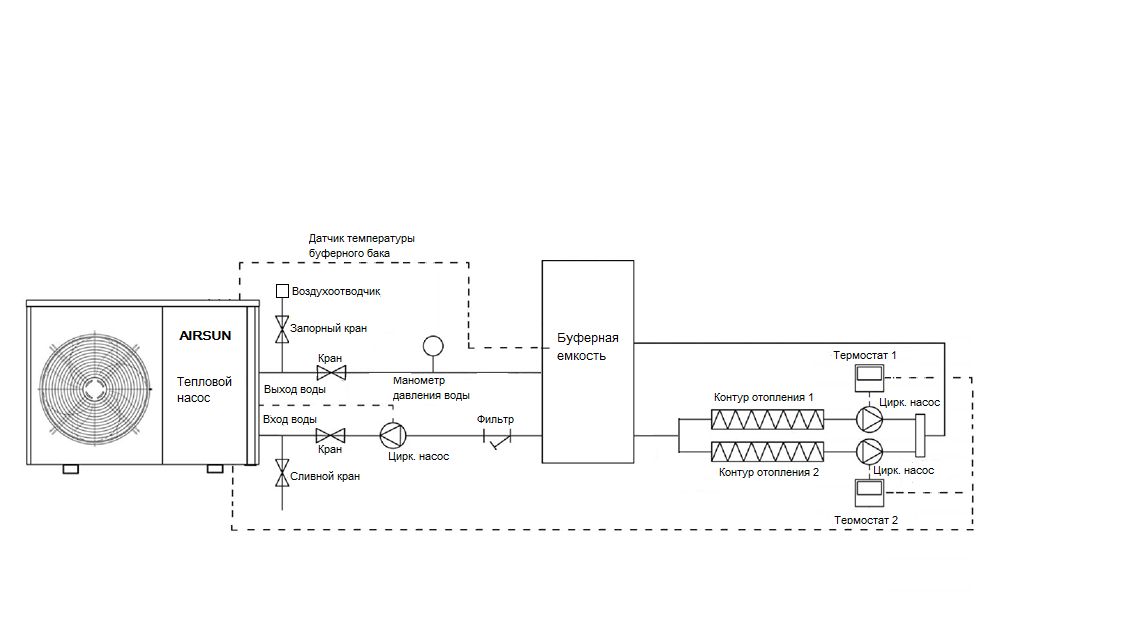 Датчик температуры
буферного бака
Воздухоотводчик
AIRSUN
Запорный кран
Буферная
емкость
Кран
Термостат 1
Тепловой
насос
Манометр
давления воды
Выход воды
Контур отопления 1
Цирк. насос
Вход воды
Фильтр
Кран
Цирк. насос
Контур отопления 2
Цирк. насос
Сливной кран
Термостат 2